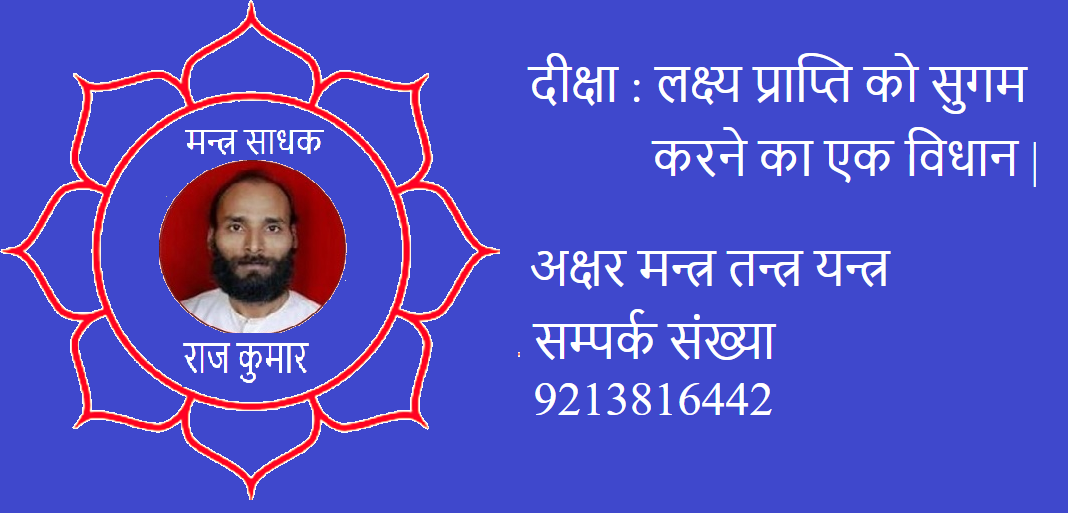 मन्त्र साधक
राज कुमार
दीक्षा : लक्ष्य प्राप्ति को सुगम
करने का एक विधान |
अक्षर मन्त्र तन्त्र यन्त्र
सम्पर्क संख्या
9213816442